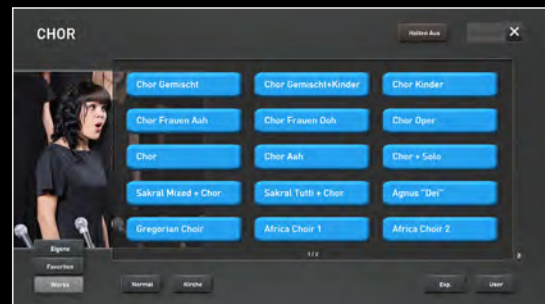 CHOR
Halten Aus
X
Chor Gemischt
Chor Gemischt+Kinder
Chor Kinder
Chor Frauen Aah
Chor Frauen Ooh
Chor Oper
Chor
Chor Aah
Chor + Solo
Sakral Mixed + Chor
Sakral Tutti + Chor
Agnus "Dei"
Gregorian Choir
Africa Choir 1
Africa Choir 2
1/2
Eigene
Favoriten
Werks
Normal
Kirche
Exp.
User